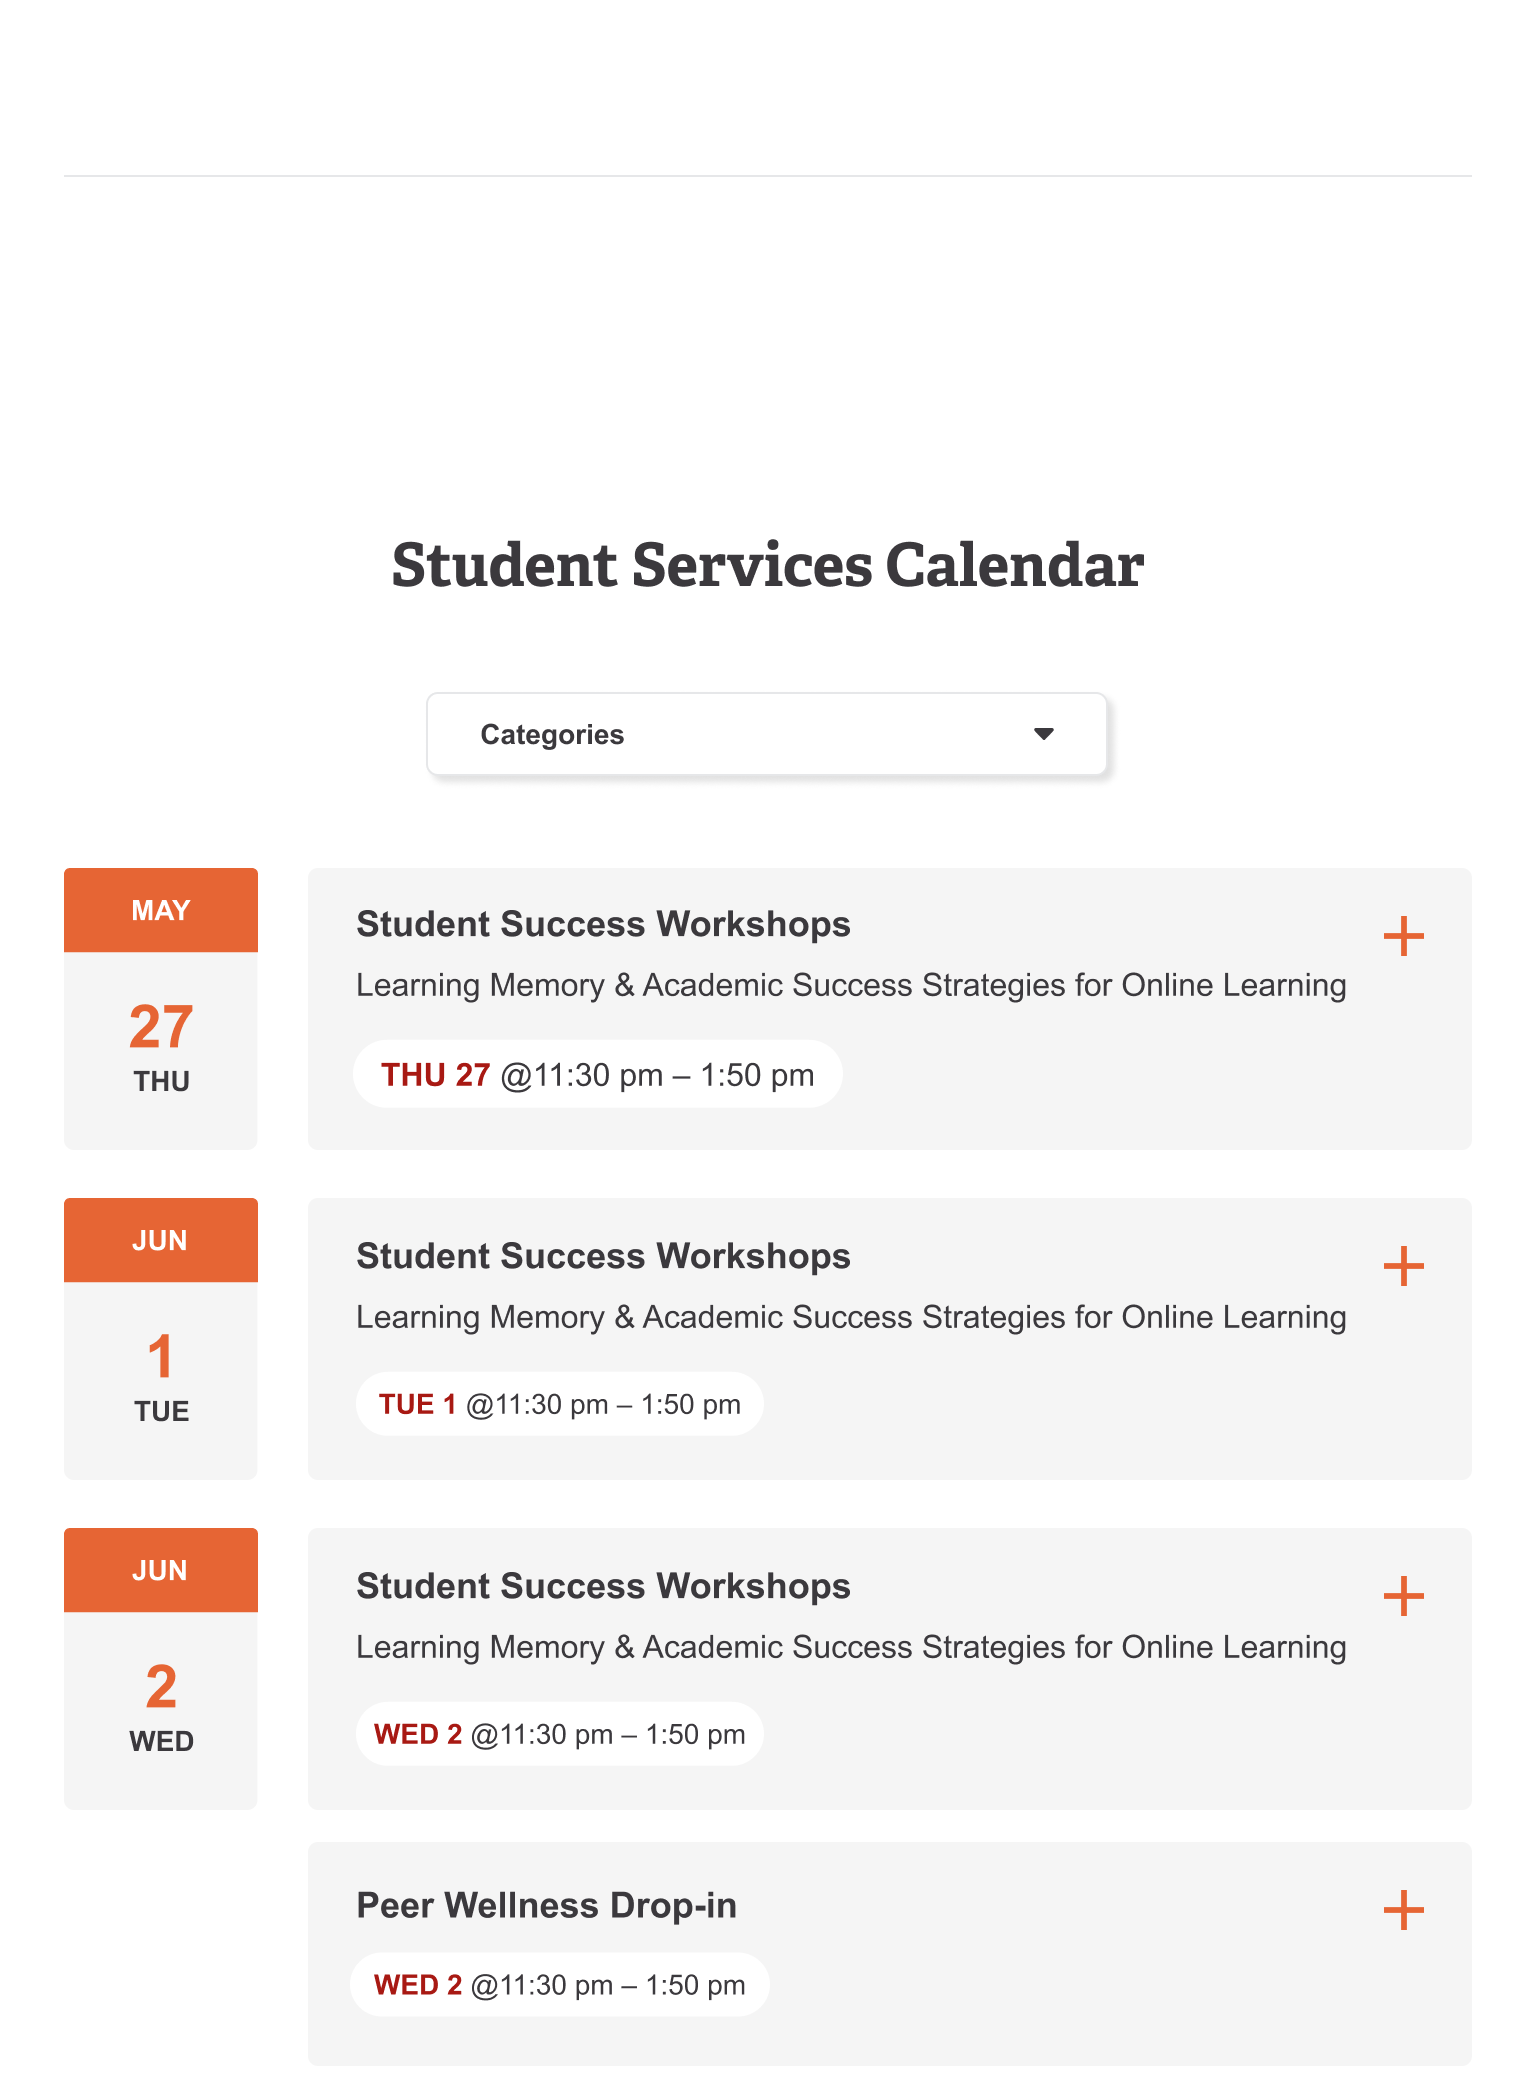 Student Services Calendar
Categories
MAY
27
THU
Student Success Workshops
Learning Memory & Academic Success Strategies for Online Learning
THU 27 @11:30 pm – 1:50 pm
JUN
1
TUE
Student Success Workshops
Learning Memory & Academic Success Strategies for Online Learning
TUE 1 @11:30 pm – 1:50 pm
JUN
2
WED
Student Success Workshops
Learning Memory & Academic Success Strategies for Online Learning
WED 2 @11:30 pm – 1:50 pm
Peer Wellness Drop-in
WED 2 @11:30 pm – 1:50 pm